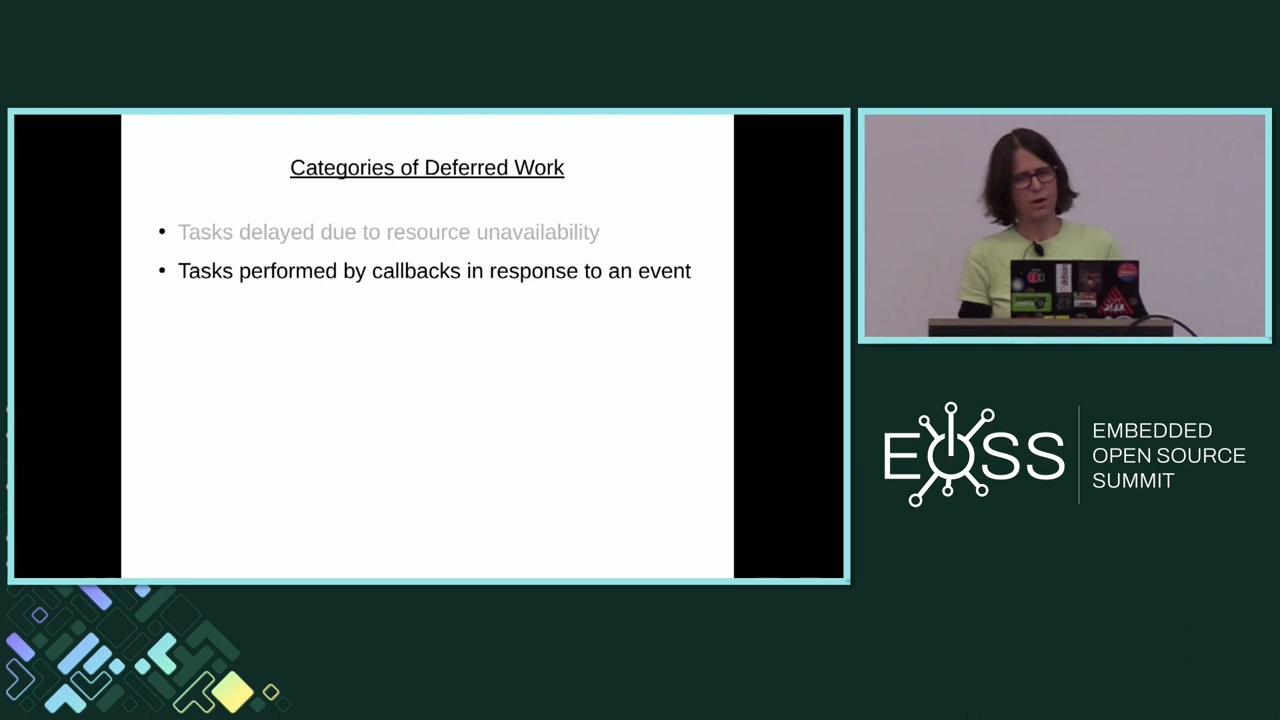 Categories of Deferred Work
• Tasks delayed due to resource unavailability
• Tasks performed by callbacks in response to an event
EOSS
EMBEDDED
OPEN SOURCE
SUMMIT
debian